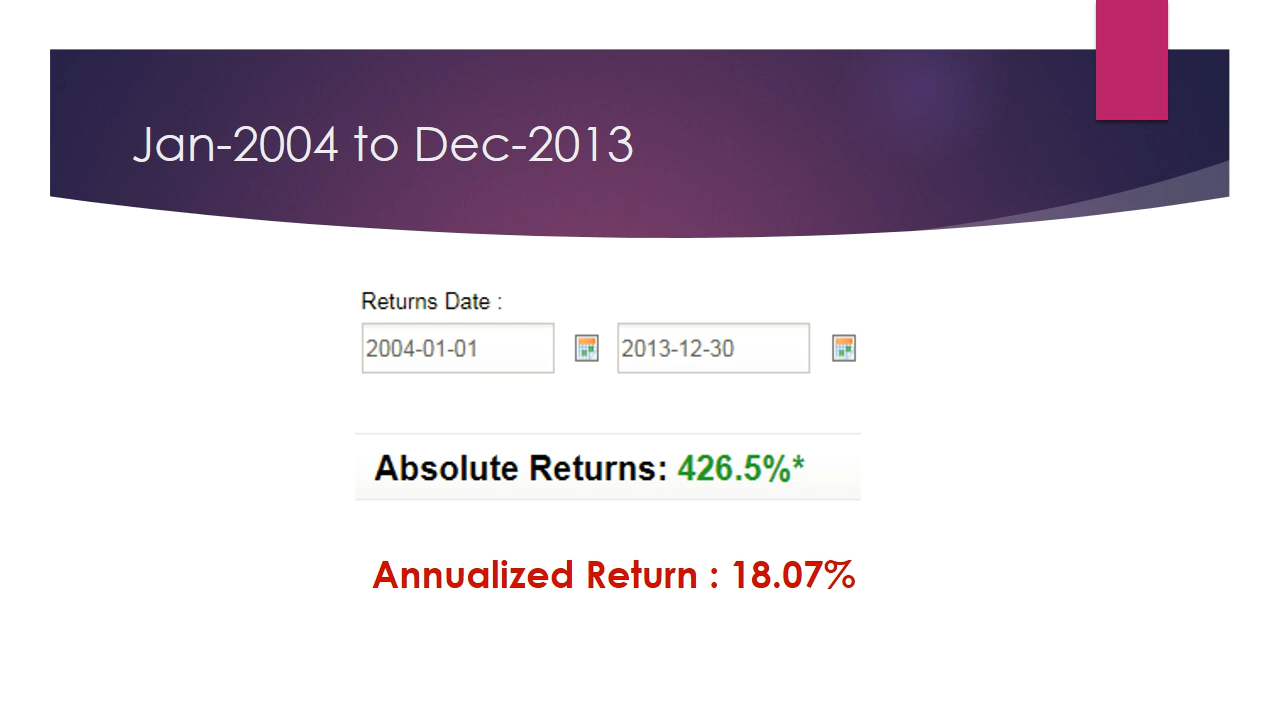 Jan-2004 to Dec-2013
Returns Date :
2004-01-01 2013-12-30
Absolute Returns: 426.5%*
Annualized Return : 18.07%